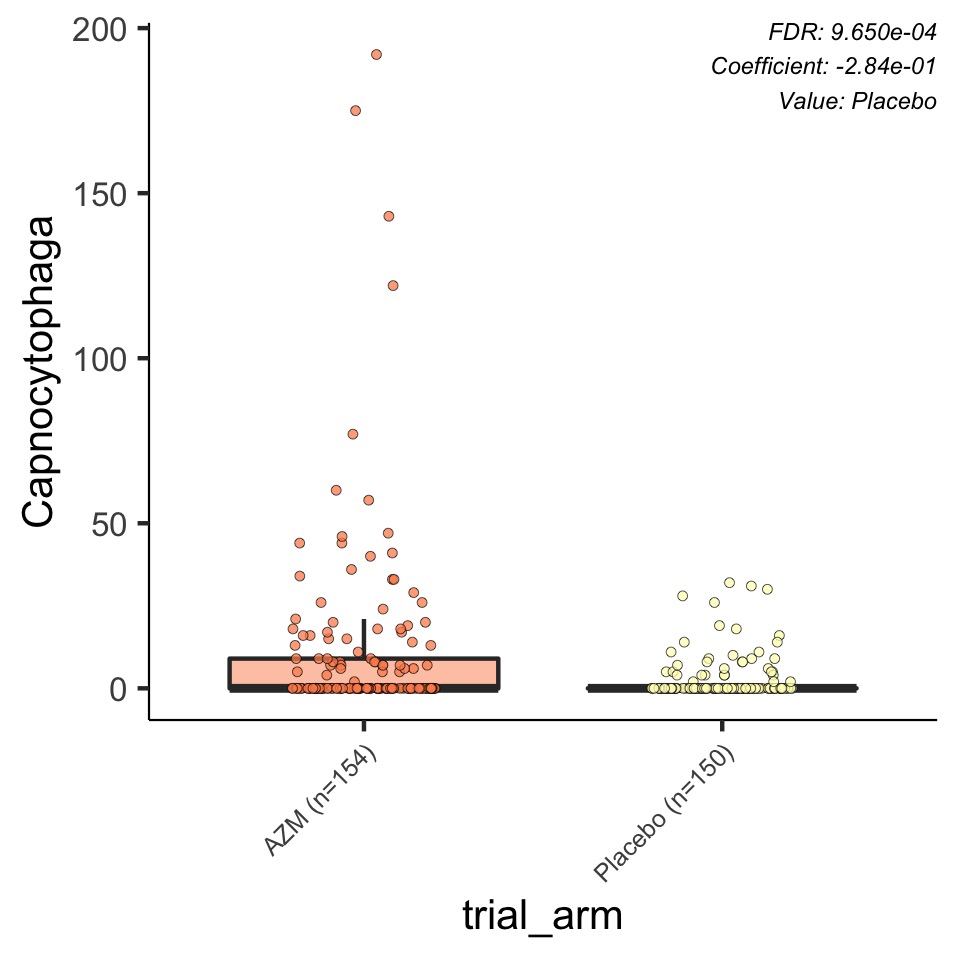 FDR: 9.650e-04
Coefficient: -2.84e-01
Value: Placebo
200
150
100
50
0
Capnocytophaga
AZM (n=154)
Placebo (n=150)
trial_arm